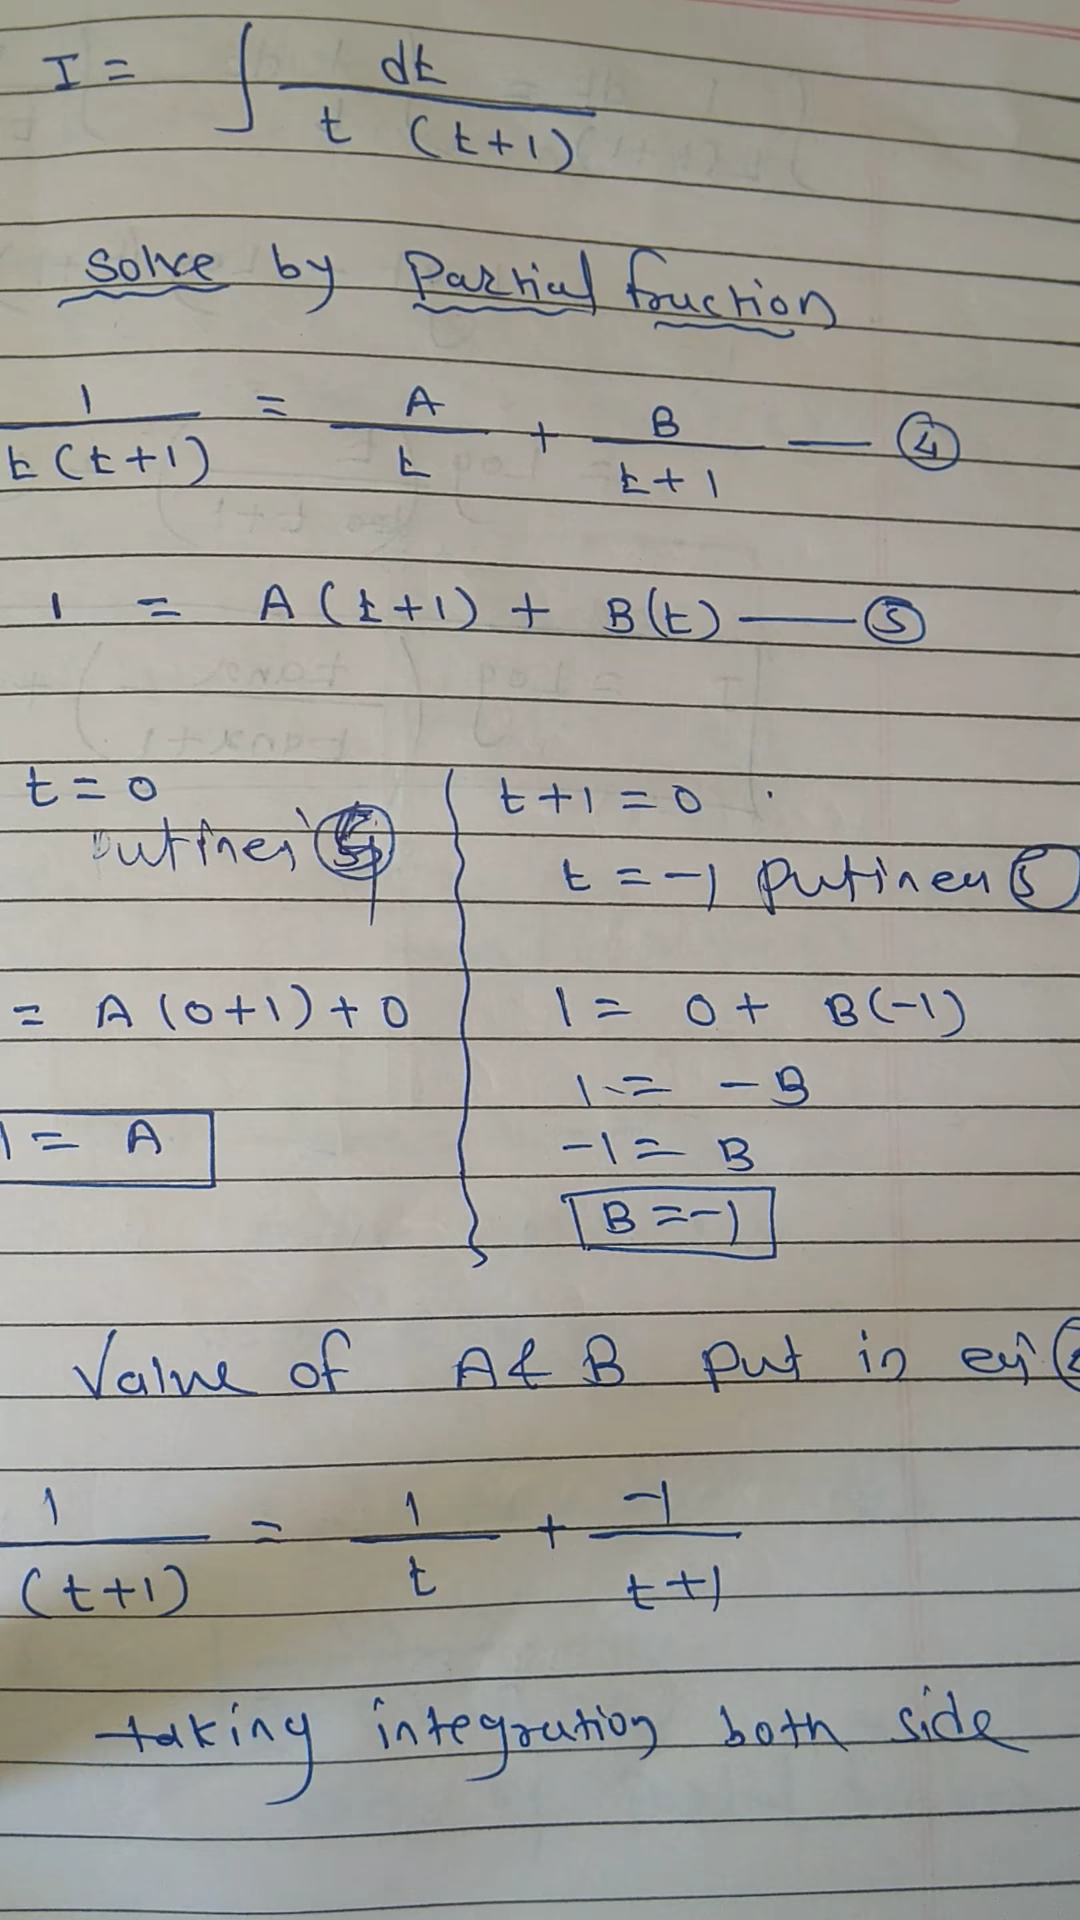 I = ∫ dt / t (t+1)
Solve by Partial fraction
1 / t(t+1) = A / t + B / t+1 — ④
1 = A(t+1) + B(t) — ⑤
t = 0
put in eq ⑤
= A(0+1)+0
1 = A
t+1 = 0
t = -1 put in eq ⑤
1 = 0 + B(-1)
1 = -B
-1 = B
B = -1
Value of A & B put in eq
1 / (t+1) = 1 / t + -1 / t+1
taking integration both side